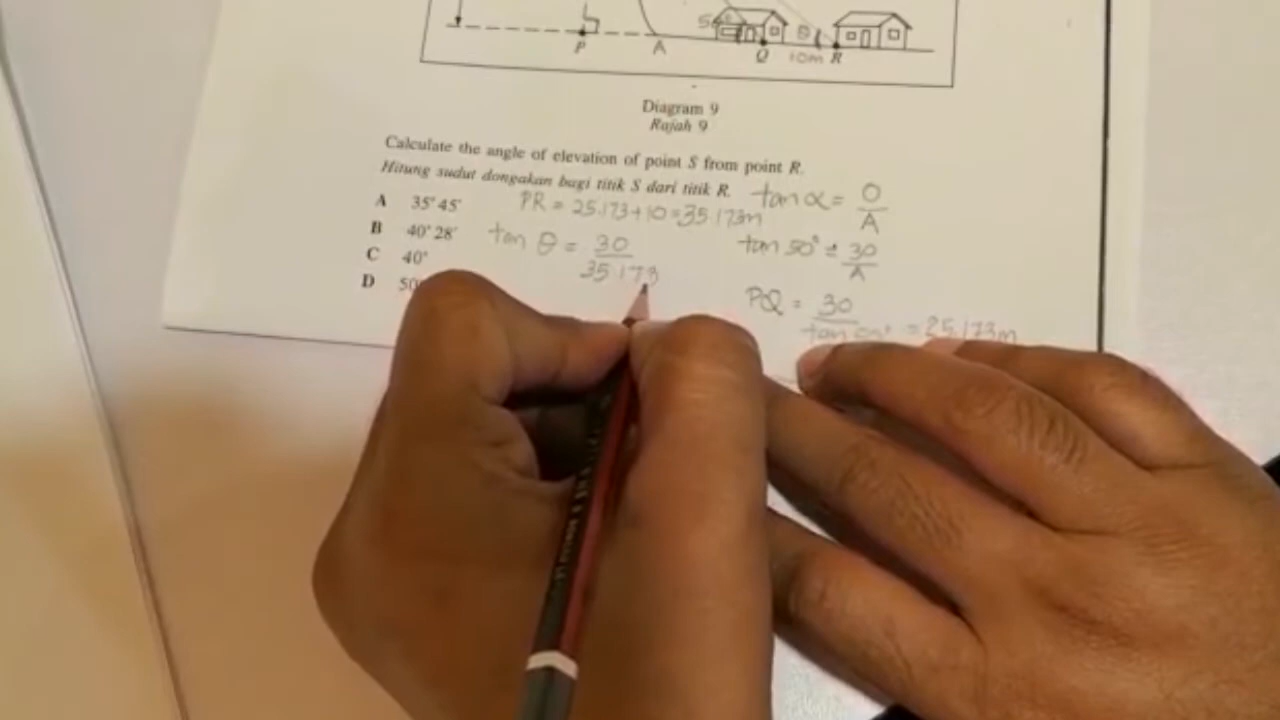 P A Q 10m R
θ
Diagram 9
Rajah 9
Calculate the angle of elevation of point S from point R.
Hitung sudut dongakan bagi titik S dari titik R.
A 35° 45'
B 40° 28'
C 40°
D 50
PR = 25.173 + 10 = 35.173m
tan θ = 30
35.173
tan α = O
A
tan 50° = 30
A
PQ = 30
tan 50° = 25.173m